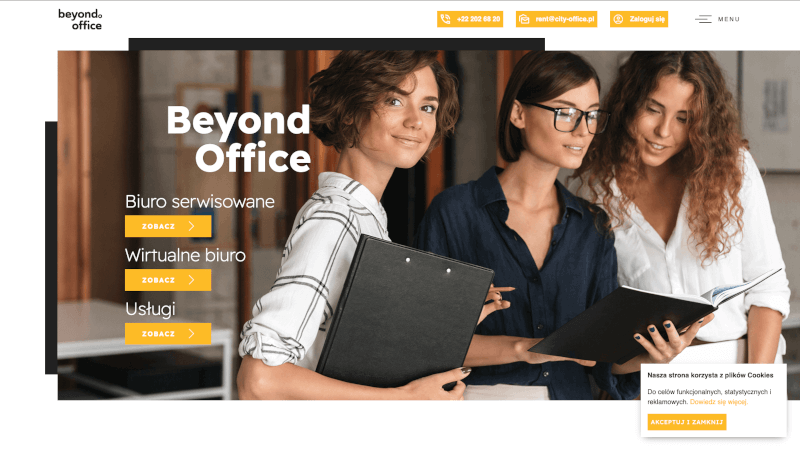 beyond.
office
+22 202 58 20
rent@city-office.pl
Zaloguj się
MENU
Beyond
Office
Biuro serwisowane
ZOBACZ
Wirtualne biuro
ZOBACZ
Usługi
ZOBACZ
Nasza strona korzysta z plików Cookies
Do celów funkcjonalnych, statystycznych i
reklamowych. Dowiedz się więcej.
AKCEPTUJ I ZAMKNIJ